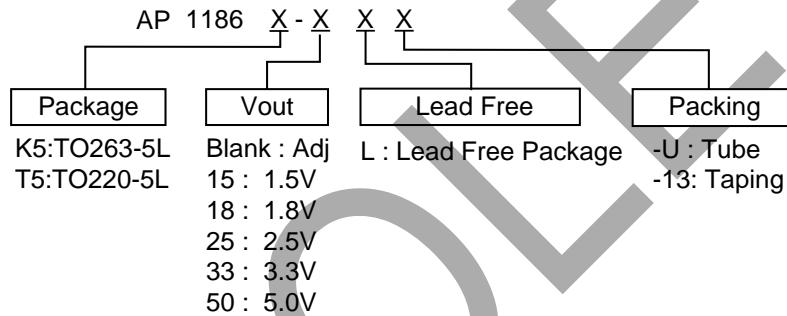 AP 1186 X - X X X
Package
Vout
Lead Free
Packing
K5:TO263-5L
T5:TO220-5L
Blank : Adj
15 : 1.5V
18 : 1.8V
25 : 2.5V
33 : 3.3V
50 : 5.0V
L : Lead Free Package
-U : Tube
-13: Taping